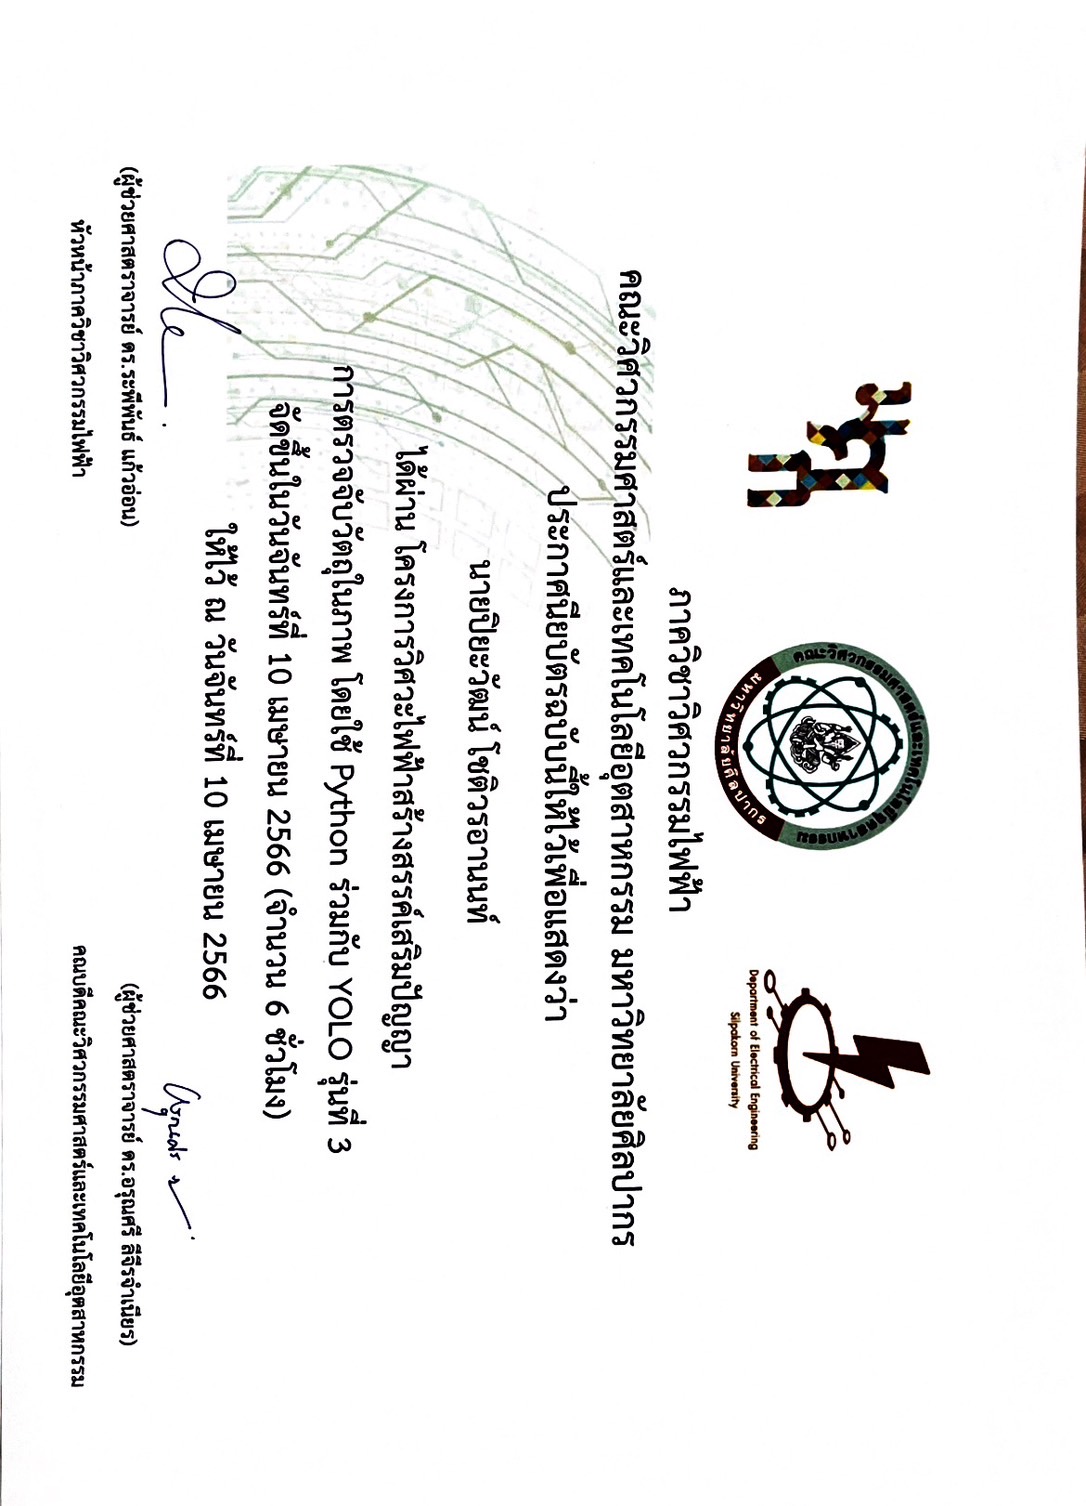 มศก
คณะวิศวกรรมศาสตร์และเทคโนโลยีอุตสาหกรรม
มหาวิทยาลัยศิลปากร
Department of Electrical Engineering
Silpakorn University
ภาควิชาวิศวกรรมไฟฟ้า
คณะวิศวกรรมศาสตร์และเทคโนโลยีอุตสาหกรรม มหาวิทยาลัยศิลปากร
ประกาศนียบัตรฉบับนี้ให้ไว้เพื่อแสดงว่า
นายปิยะวัฒน์ โชติวรอานนท์
ได้ผ่าน โครงการวิศวะไฟฟ้าสร้างสรรค์เสริมปัญญา
การตรวจจับวัตถุในภาพ โดยใช้ Python ร่วมกับ YOLO รุ่นที่ 3
จัดขึ้นในวันจันทร์ที่ 10 เมษายน 2566 (จำนวน 6 ชั่วโมง)
ให้ไว้ ณ วันจันทร์ที่ 10 เมษายน 2566
(ผู้ช่วยศาสตราจารย์ ดร.ระพีพันธ์ แก้วอ่อน)
หัวหน้าภาควิชาวิศวกรรมไฟฟ้า
(ผู้ช่วยศาสตราจารย์ ดร.อรุณศรี ลีจีรจำเนียร)
คณบดีคณะวิศวกรรมศาสตร์และเทคโนโลยีอุตสาหกรรม